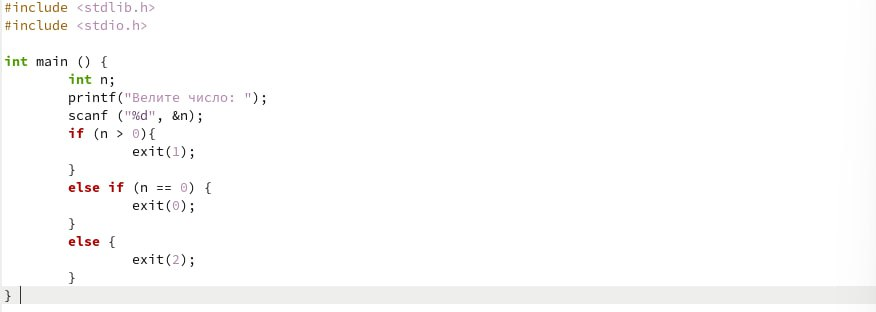 #include <stdlib.h>
#include <stdio.h>

int main () {
        int n;
        printf("Велите число: ");
        scanf ("%d", &n);
        if (n > 0){
                exit(1);
        }
        else if (n == 0) {
                exit(0);
        }
        else {
                exit(2);
        }
}